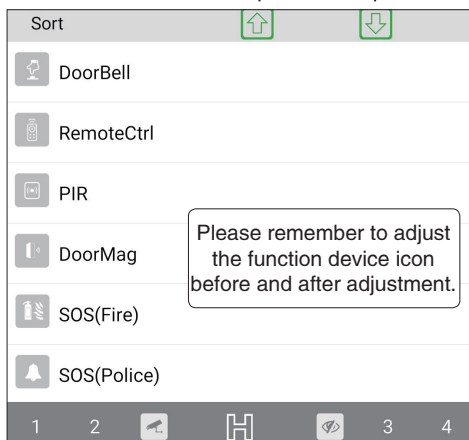 Sort
DoorBell
RemoteCtrl
PIR
DoorMag
Please remember to adjust
the function device icon
before and after adjustment.
SOS(Fire)
SOS(Police)
1 2 H 3 4